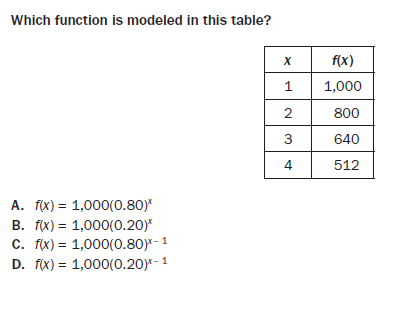 Which function is modeled in this table?
x f(x)
1 1,000
2 800
3 640
4 512
A. f(x) = 1,000(0.80)ˣ
B. f(x) = 1,000(0.20)ˣ
C. f(x) = 1,000(0.80)ˣ⁻¹
D. f(x) = 1,000(0.20)ˣ⁻¹